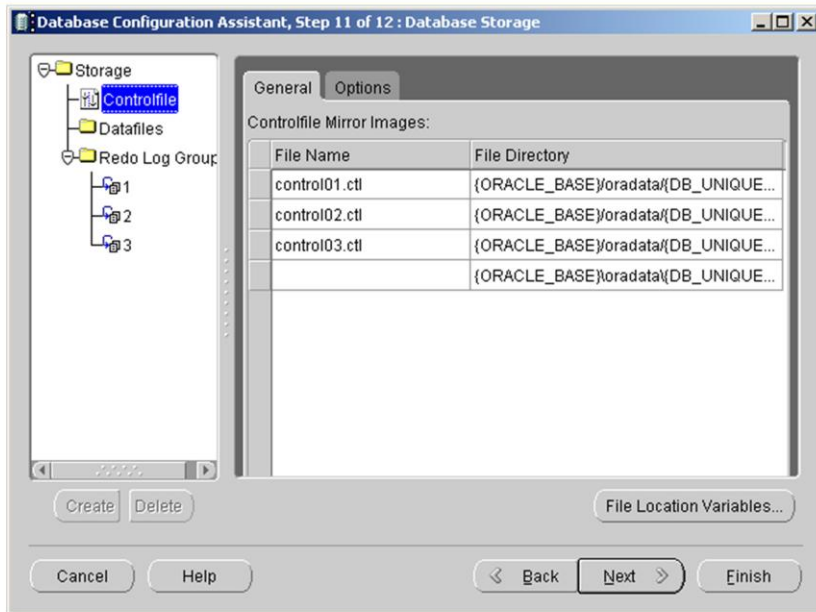 Database Configuration Assistant, Step 11 of 12 : Database Storage
Storage
Controlfile
Datafiles
Redo Log Group
1
2
3
General Options
Controlfile Mirror Images:
File Name File Directory
control01.ctl {ORACLE_BASE}/oradata/{DB_UNIQUE...
control02.ctl {ORACLE_BASE}/oradata/{DB_UNIQUE...
control03.ctl {ORACLE_BASE}/oradata/{DB_UNIQUE...
{ORACLE_BASE}\oradata\{DB_UNIQUE...
Create Delete
File Location Variables...
Cancel Help Back Next Finish